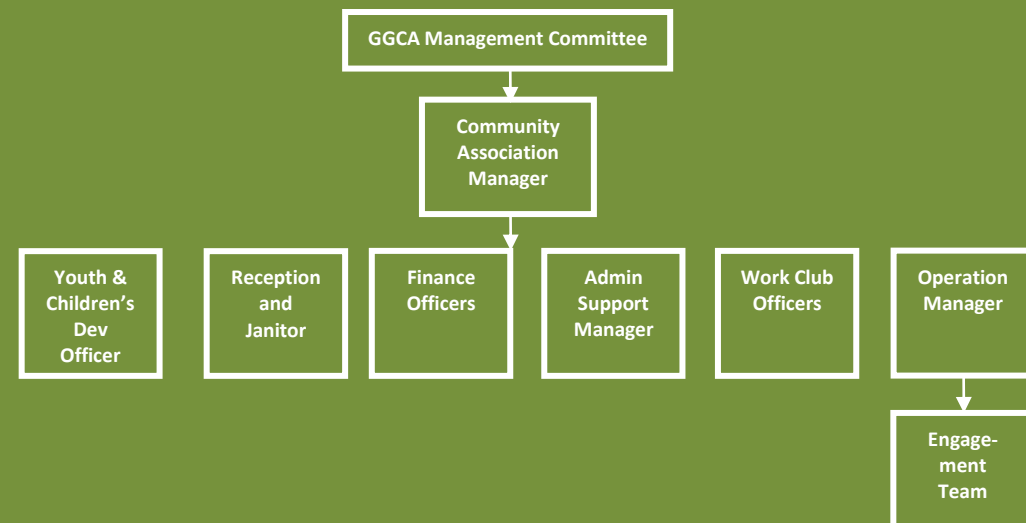 GGCA Management Committee
Community
Association
Manager
Youth &
Children’s
Dev
Officer
Reception
and
Janitor
Finance
Officers
Admin
Support
Manager
Work Club
Officers
Operation
Manager
Engage-
ment
Team